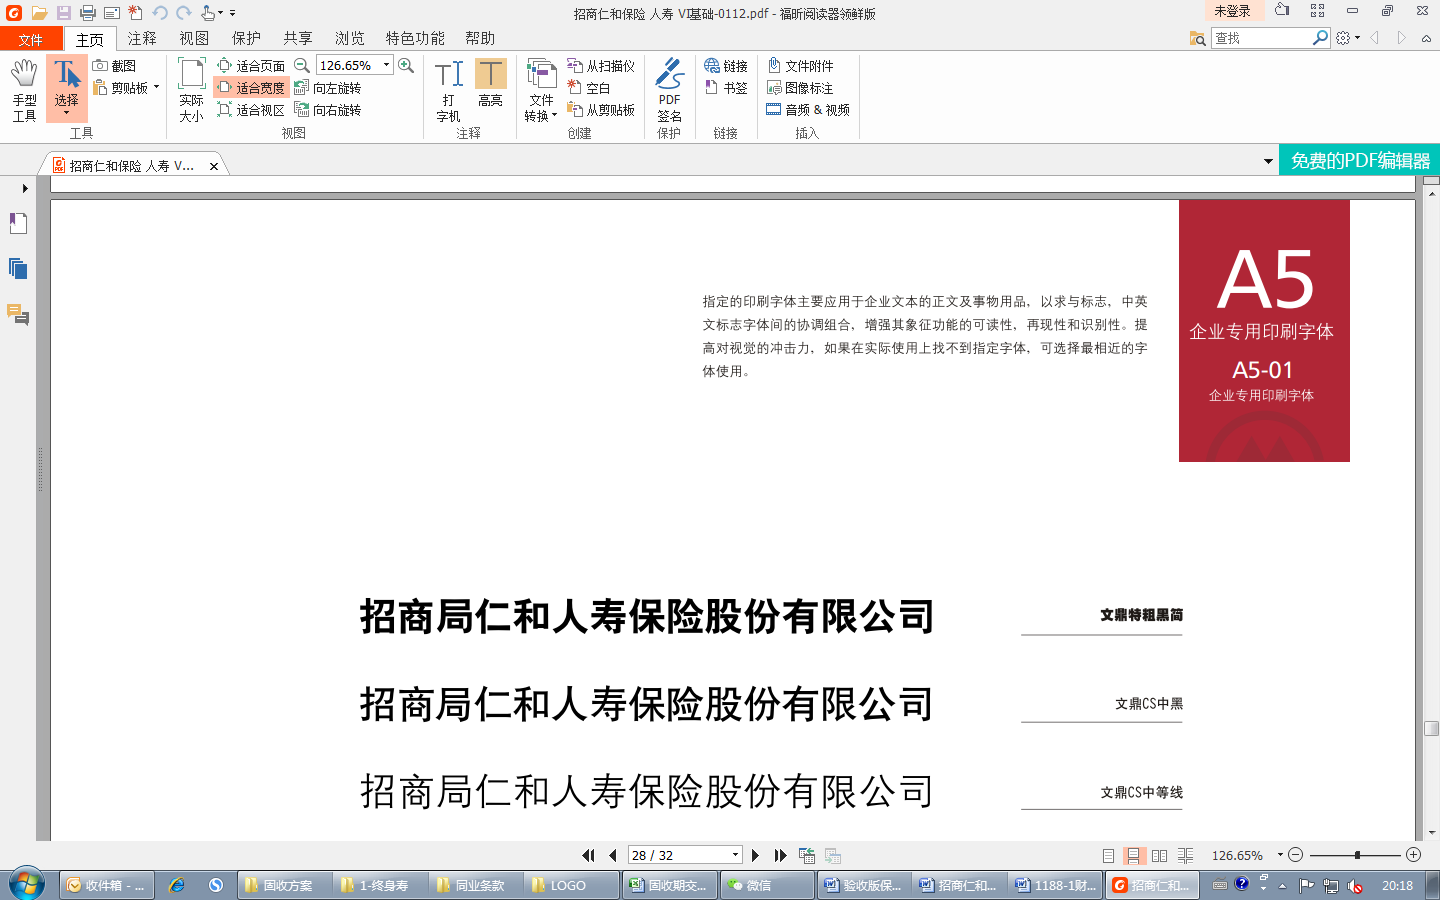 招商仁和保险 人寿 VI基础-0112.pdf - 福昕阅读器领鲜版
未登录
文件 主页 注释 视图 保护 共享 浏览 特色功能 帮助
查找
手型
工具
选择
截图
剪贴板
工具
实际
大小
适合页面
适合宽度
适合视区
126.65%
向左旋转
向右旋转
视图
打
字机
高亮
注释
文件
转换
从扫描仪
空白
从剪贴板
创建
PDF
签名
保护
链接
书签
链接
文件附件
图像标注
音频 & 视频
插入
招商仁和保险 人寿 V...
免费的PDF编辑器
A5
企业专用印刷字体
A5-01
企业专用印刷字体
指定的印刷字体主要应用于企业文本的正文及事物用品，以求与标志，中英
文标志字体间的协调组合，增强其象征功能的可读性，再现性和识别性。提
高对视觉的冲击力，如果在实际使用上找不到指定字体，可选择最相近的字
体使用。
招商局仁和人寿保险股份有限公司 文鼎特粗黑简
招商局仁和人寿保险股份有限公司 文鼎CS中黑
招商局仁和人寿保险股份有限公司 文鼎CS中等线
28 / 32
126.65%
收件箱 - ...
固收方案
1-终身寿
同业条款
LOGO
固收期交...
微信
验收版保...
招商仁和...
1188-1财...
招商仁和...
20:18